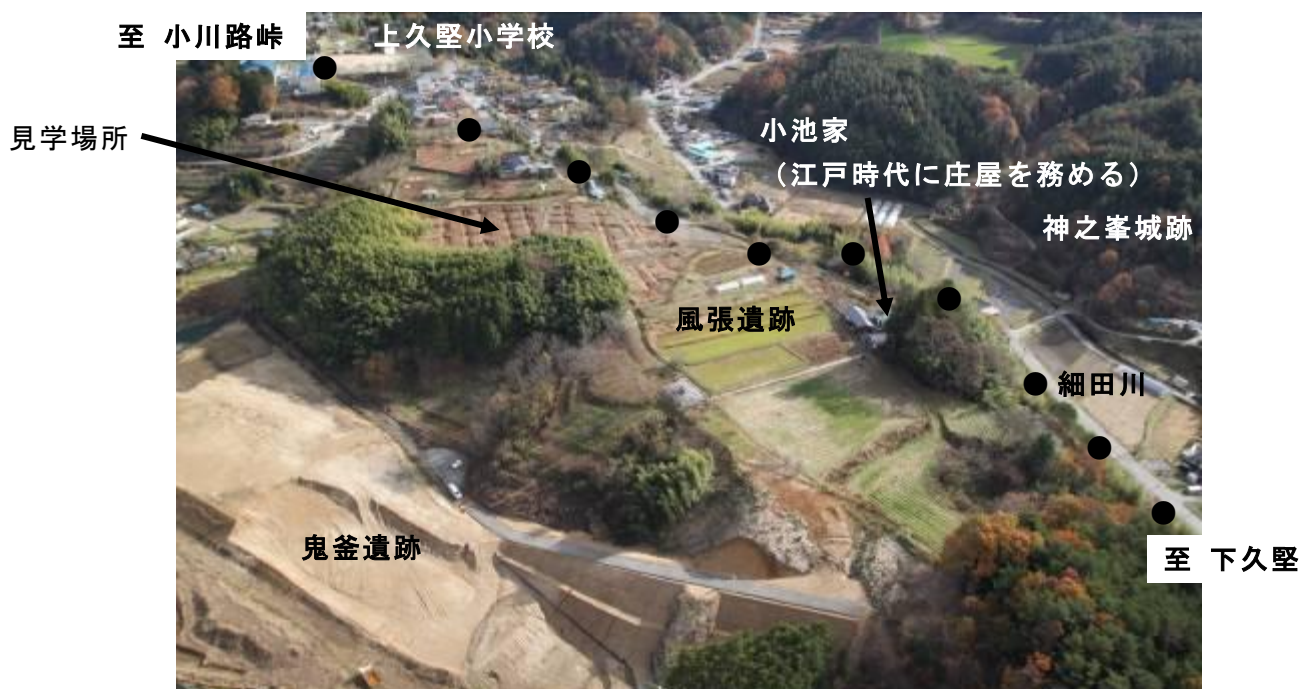 至 小川路峠
上久堅小学校
見学場所
小池家
（江戸時代に庄屋を務める）
神之峯城跡
風張遺跡
細田川
鬼釜遺跡
至 下久堅